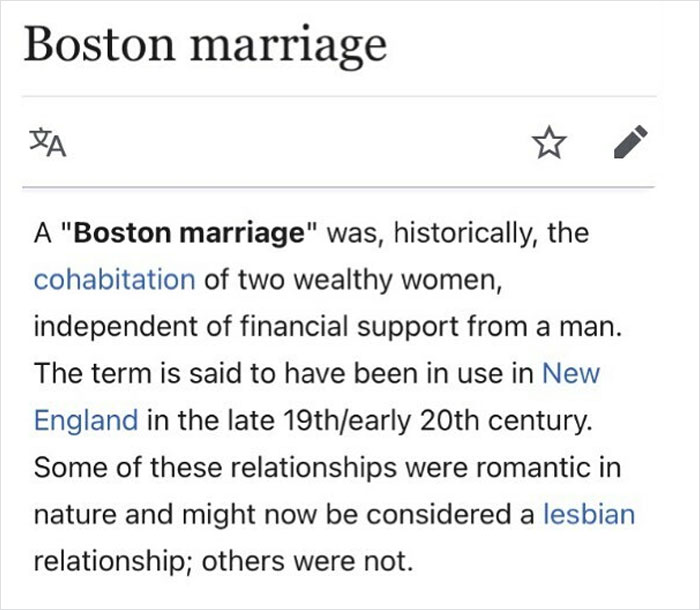 Boston marriage
A "Boston marriage" was, historically, the
cohabitation of two wealthy women,
independent of financial support from a man.
The term is said to have been in use in New
England in the late 19th/early 20th century.
Some of these relationships were romantic in
nature and might now be considered a lesbian
relationship; others were not.